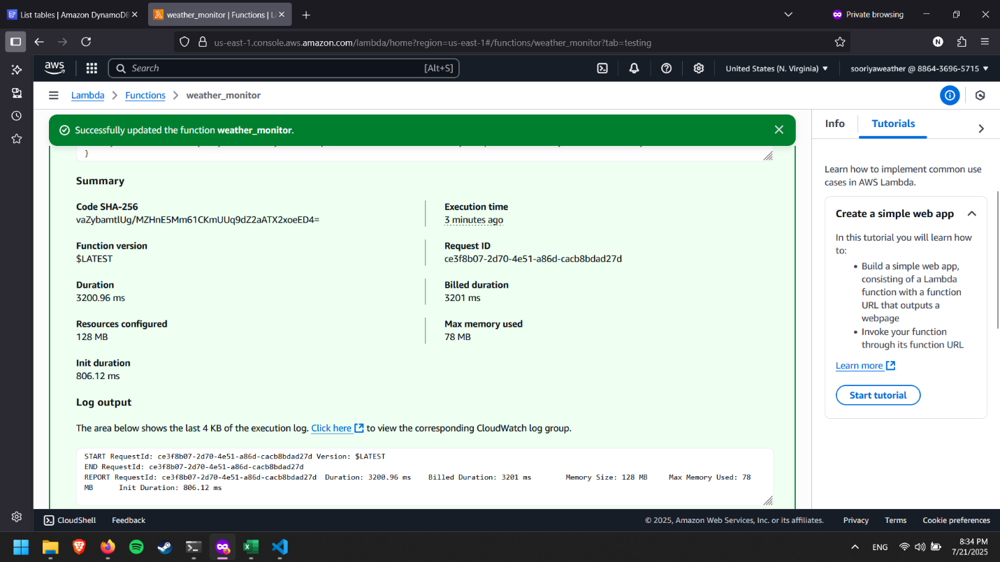 List tables | Amazon DynamoDB
weather_monitor | Functions | L
Private browsing
us-east-1.console.aws.amazon.com/lambda/home?region=us-east-1#/functions/weather_monitor?tab=testing
N
aws
Search
[Alt+S]
United States (N. Virginia)
sooriyaweather @ 8864-3696-5715
Lambda
Functions
weather_monitor
Successfully updated the function weather_monitor.
}
Summary
Code SHA-256
vaZybamtlUg/MZHnE5Mm61CKmUUq9dZ2aATX2xoeED4=
Execution time
3 minutes ago
Function version
$LATEST
Request ID
ce3f8b07-2d70-4e51-a86d-cacb8bdad27d
Duration
3200.96 ms
Billed duration
3201 ms
Resources configured
128 MB
Max memory used
78 MB
Init duration
806.12 ms
Log output
The area below shows the last 4 KB of the execution log. Click here to view the corresponding CloudWatch log group.
START RequestId: ce3f8b07-2d70-4e51-a86d-cacb8bdad27d Version: $LATEST
END RequestId: ce3f8b07-2d70-4e51-a86d-cacb8bdad27d
REPORT RequestId: ce3f8b07-2d70-4e51-a86d-cacb8bdad27d Duration: 3200.96 ms Billed Duration: 3201 ms Memory Size: 128 MB Max Memory Used: 78
MB Init Duration: 806.12 ms
Info
Tutorials
Learn how to implement common use
cases in AWS Lambda.
Create a simple web app
In this tutorial you will learn how
to:
• Build a simple web app,
consisting of a Lambda
function with a function
URL that outputs a
webpage
• Invoke your function
through its function URL
Learn more
Start tutorial
CloudShell
Feedback
© 2025, Amazon Web Services, Inc. or its affiliates.
Privacy
Terms
Cookie preferences
ENG
8:34 PM
7/21/2025